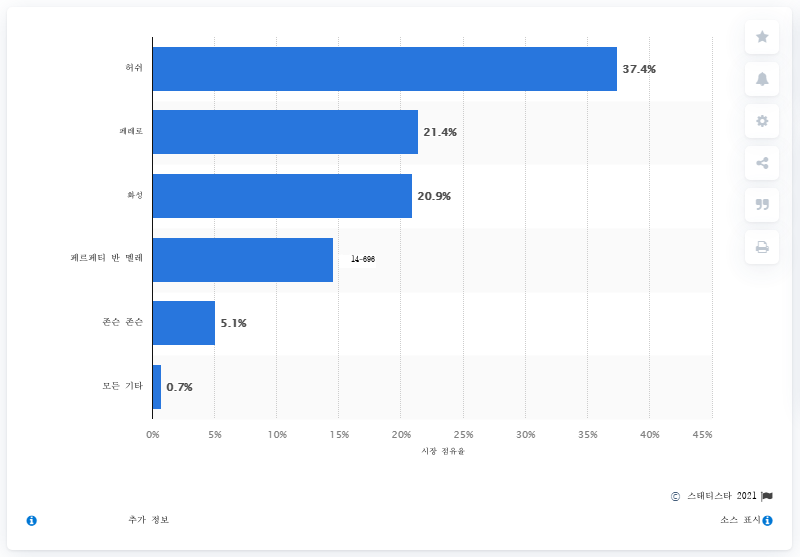 허쉬
37.4%
페레로
21.4%
화성
20.9%
페르페티 반 멜레
14-696
존슨 존슨
5.1%
모든 기타
0.7%
0% 5% 10% 15% 20% 25% 30% 35% 40% 45%
시장 점유율
© 스태티스타 2021
추가 정보
소스 표시